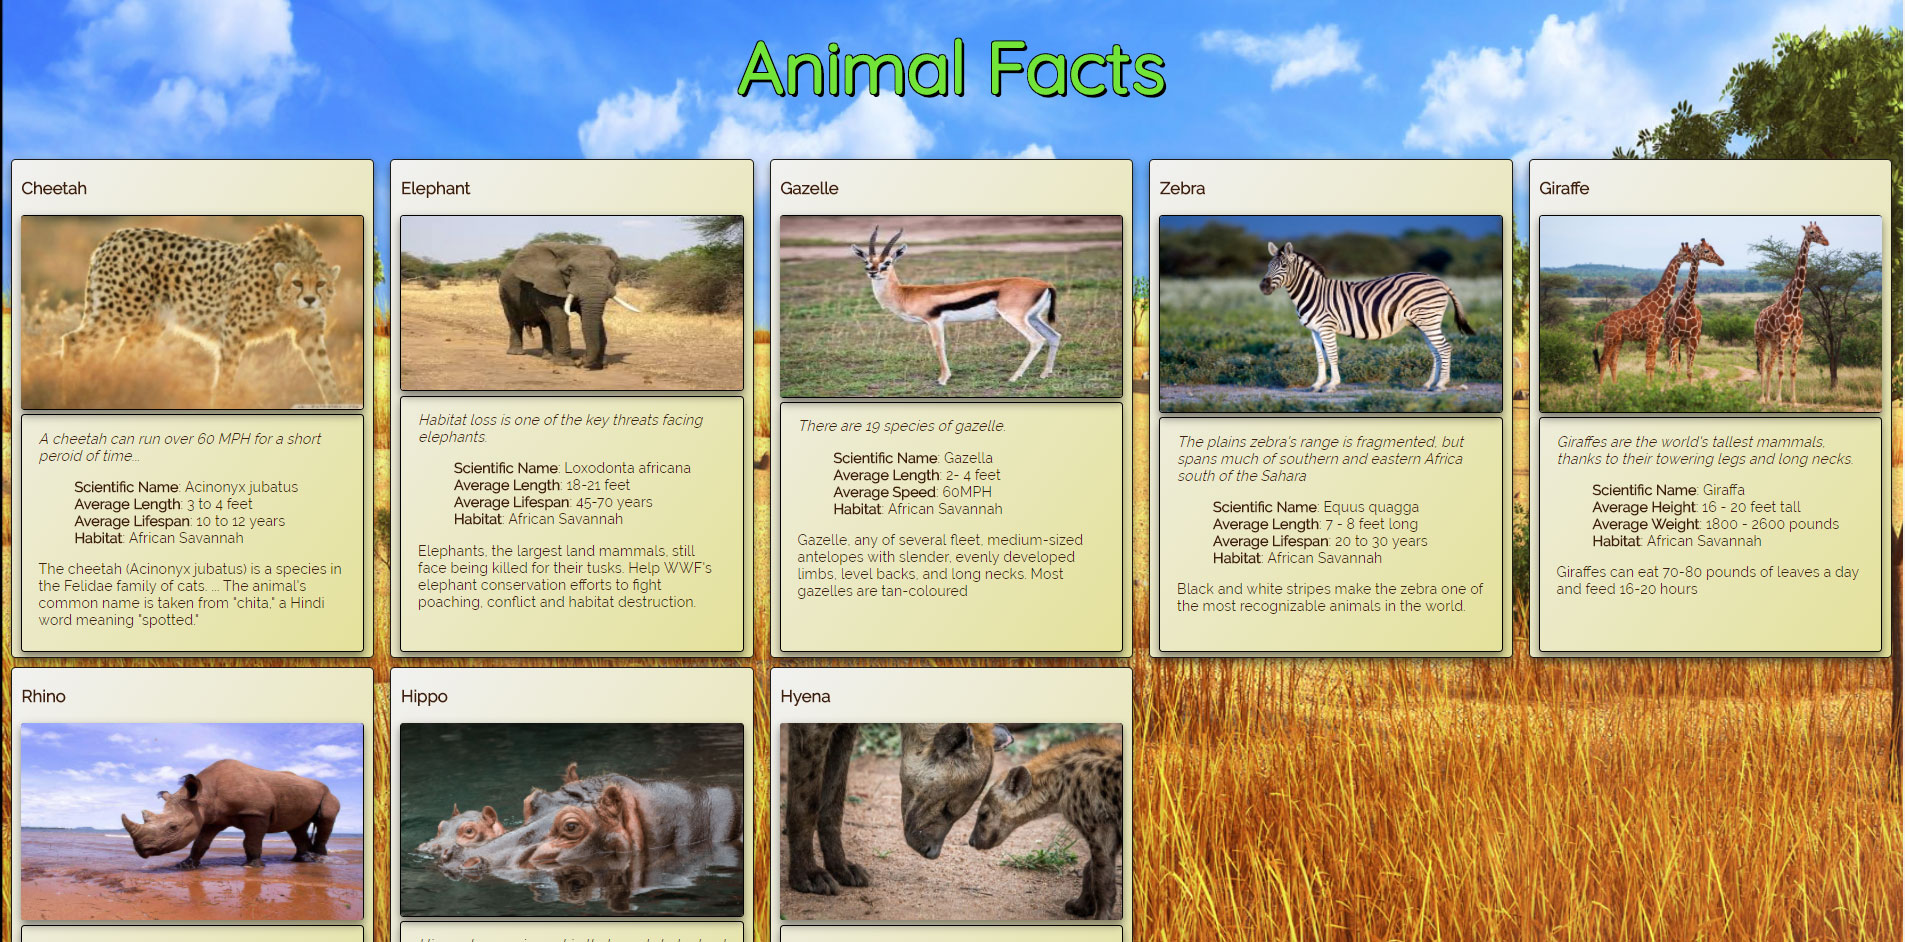 Animal Facts
Cheetah
A cheetah can run over 60 MPH for a short
peroid of time...
Scientific Name: Acinonyx jubatus
Average Length: 3 to 4 feet
Average Lifespan: 10 to 12 years
Habitat: African Savannah
The cheetah (Acinonyx jubatus) is a species in
the Felidae family of cats. ... The animal's
common name is taken from "chita," a Hindi
word meaning "spotted."
Elephant
Habitat loss is one of the key threats facing
elephants.
Scientific Name: Loxodonta africana
Average Length: 18-21 feet
Average Lifespan: 45-70 years
Habitat: African Savannah
Elephants, the largest land mammals, still
face being killed for their tusks. Help WWF's
elephant conservation efforts to fight
poaching, conflict and habitat destruction.
Gazelle
There are 19 species of gazelle.
Scientific Name: Gazella
Average Length: 2- 4 feet
Average Speed: 60MPH
Habitat: African Savannah
Gazelle, any of several fleet, medium-sized
antelopes with slender, evenly developed
limbs, level backs, and long necks. Most
gazelles are tan-coloured
Zebra
The plains zebra's range is fragmented, but
spans much of southern and eastern Africa
south of the Sahara
Scientific Name: Equus quagga
Average Length: 7 - 8 feet long
Average Lifespan: 20 to 30 years
Habitat: African Savannah
Black and white stripes make the zebra one of
the most recognizable animals in the world.
Giraffe
Giraffes are the world's tallest mammals,
thanks to their towering legs and long necks.
Scientific Name: Giraffa
Average Height: 16 - 20 feet tall
Average Weight: 1800 - 2600 pounds
Habitat: African Savannah
Giraffes can eat 70-80 pounds of leaves a day
and feed 16-20 hours
Rhino
Hippo
Hyena